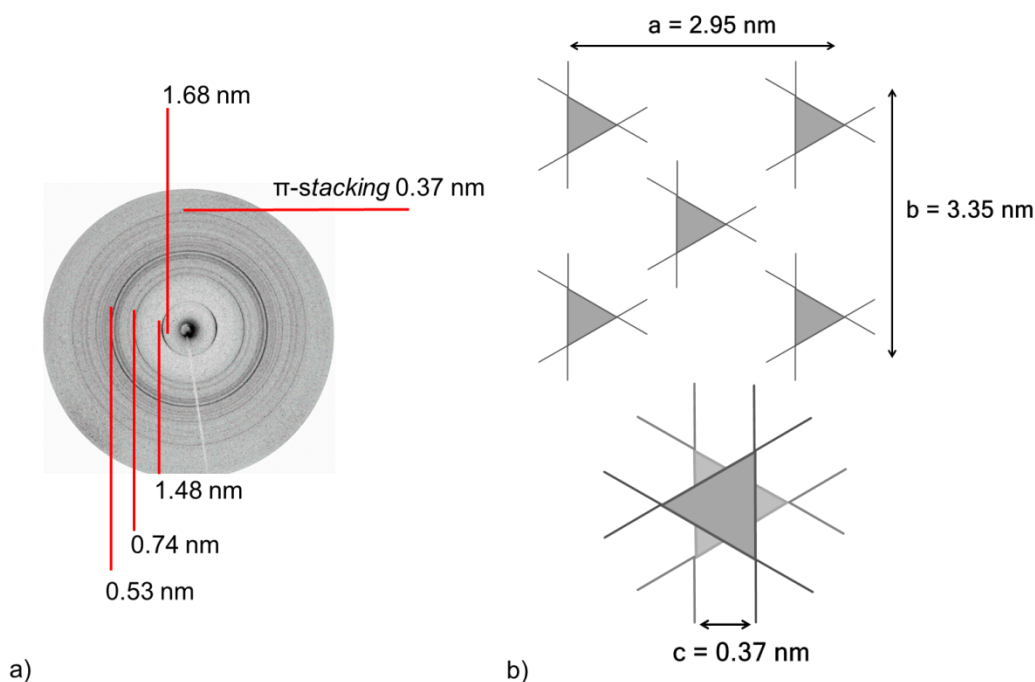 a = 2.95 nm
1.68 nm
π-stacking 0.37 nm
b = 3.35 nm
1.48 nm
0.74 nm
0.53 nm
c = 0.37 nm
a)
b)